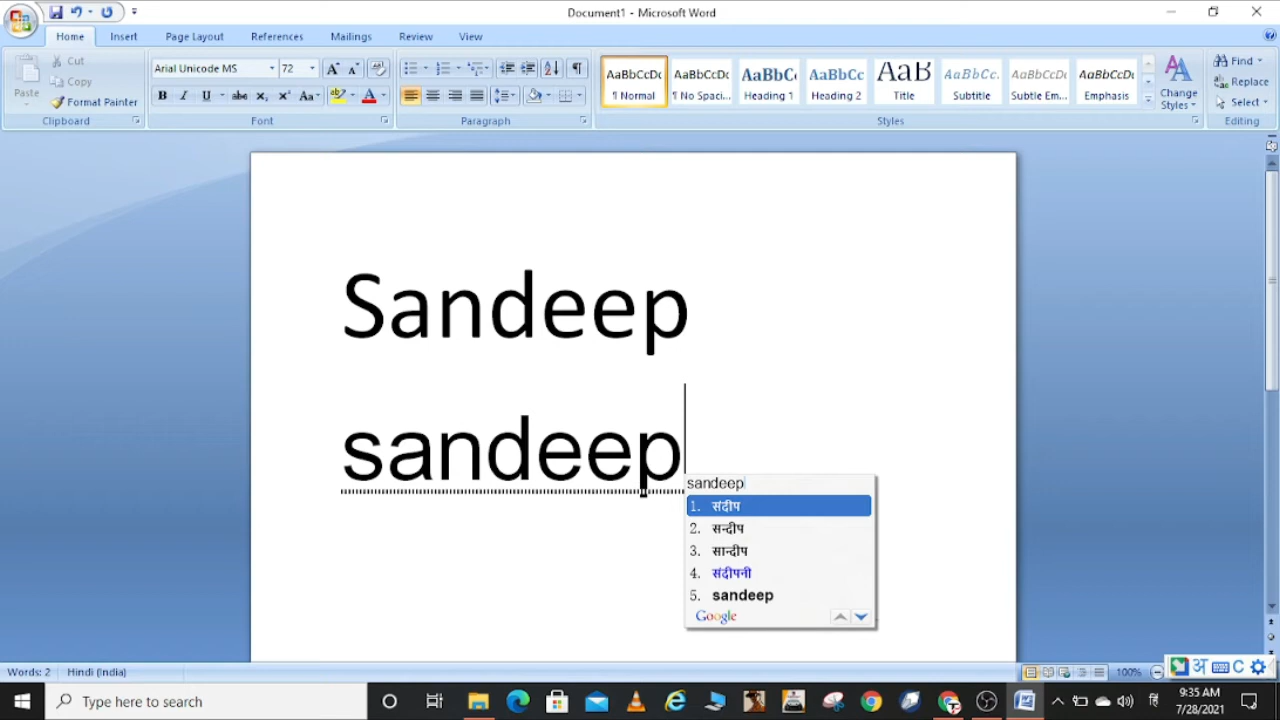 Document1 - Microsoft Word
Home Insert Page Layout References Mailings Review View
Paste
Cut
Copy
Format Painter
Clipboard
Arial Unicode MS 72
B I U abc X₂ X² Aa
Font
Paragraph
AaBbCcDc AaBbCcDc AaBbC AaBbCc AaB AaBbCc. AaBbCcDc AaBbCcDc
¶ Normal ¶ No Spaci... Heading 1 Heading 2 Title Subtitle Subtle Em... Emphasis
Change
Styles
Styles
Find
Replace
Select
Editing
Sandeep
sandeep
sandeep
1. संदीप
2. सन्दीप
3. सान्दीप
4. संदीपनी
5. sandeep
Google
Words: 2 Hindi (India)
100%
अ
Type here to search
9:35 AM
7/28/2021